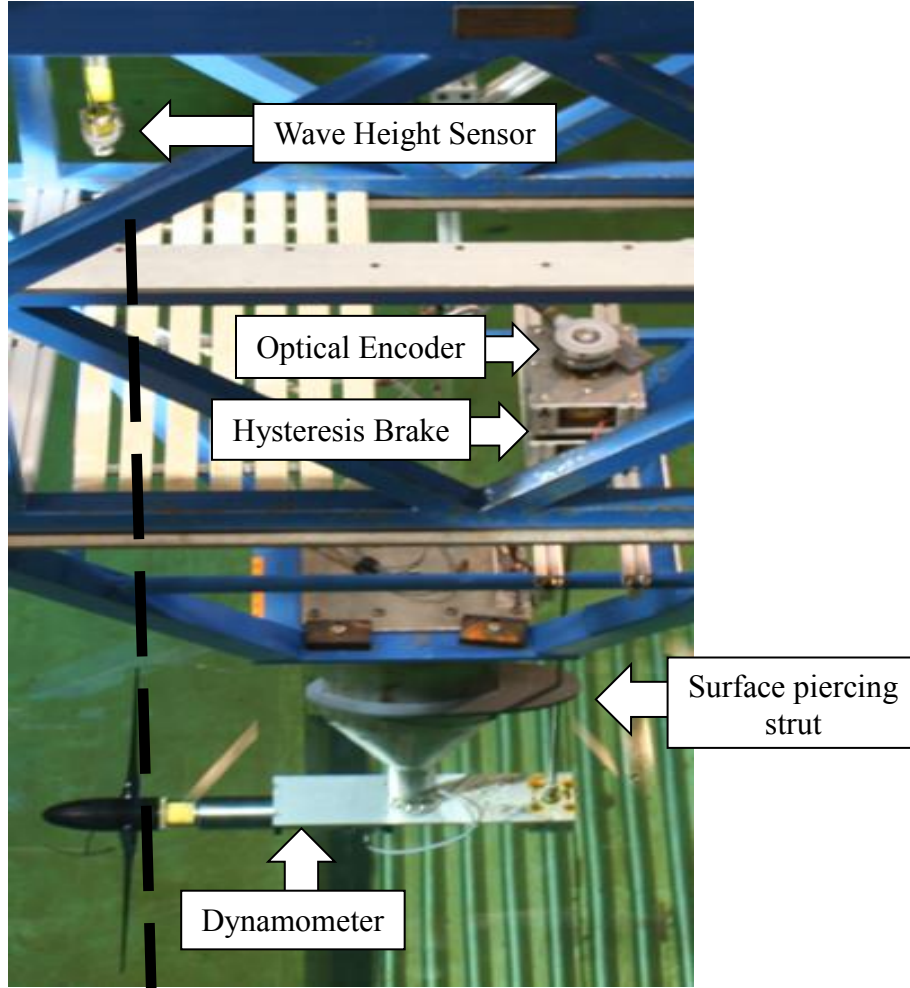 Wave Height Sensor
Optical Encoder
Hysteresis Brake
Surface piercing
strut
Dynamometer